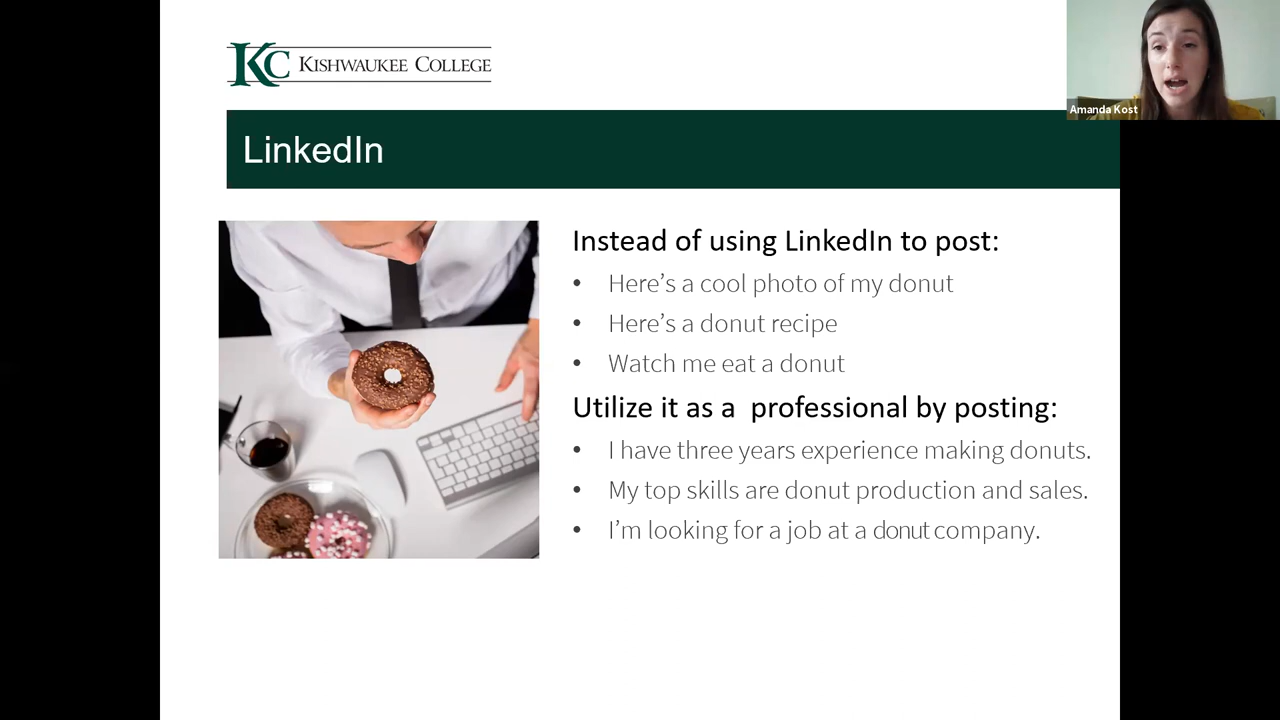 KC KISHWAUKEE COLLEGE
Amanda Kost
LinkedIn
Instead of using LinkedIn to post:
• Here's a cool photo of my donut
• Here's a donut recipe
• Watch me eat a donut
Utilize it as a professional by posting:
• I have three years experience making donuts.
• My top skills are donut production and sales.
• I'm looking for a job at a donut company.